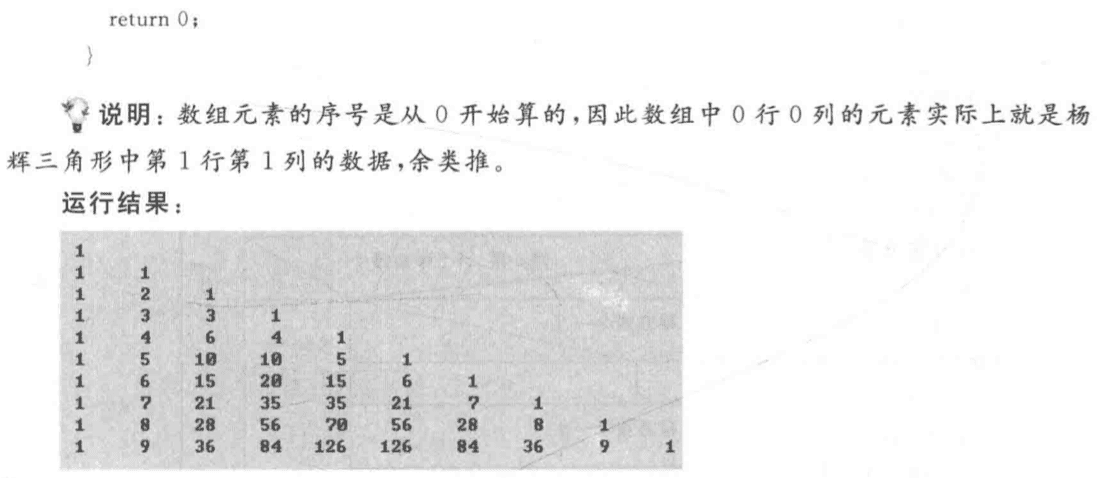 return 0;
}
说明：数组元素的序号是从 0 开始算的,因此数组中 0 行 0 列的元素实际上就是杨
辉三角形中第 1 行第 1 列的数据,余类推。
运行结果：
1
1 1
1 2 1
1 3 3 1
1 4 6 4 1
1 5 10 10 5 1
1 6 15 20 15 6 1
1 7 21 35 35 21 7 1
1 8 28 56 70 56 28 8 1
1 9 36 84 126 126 84 36 9 1